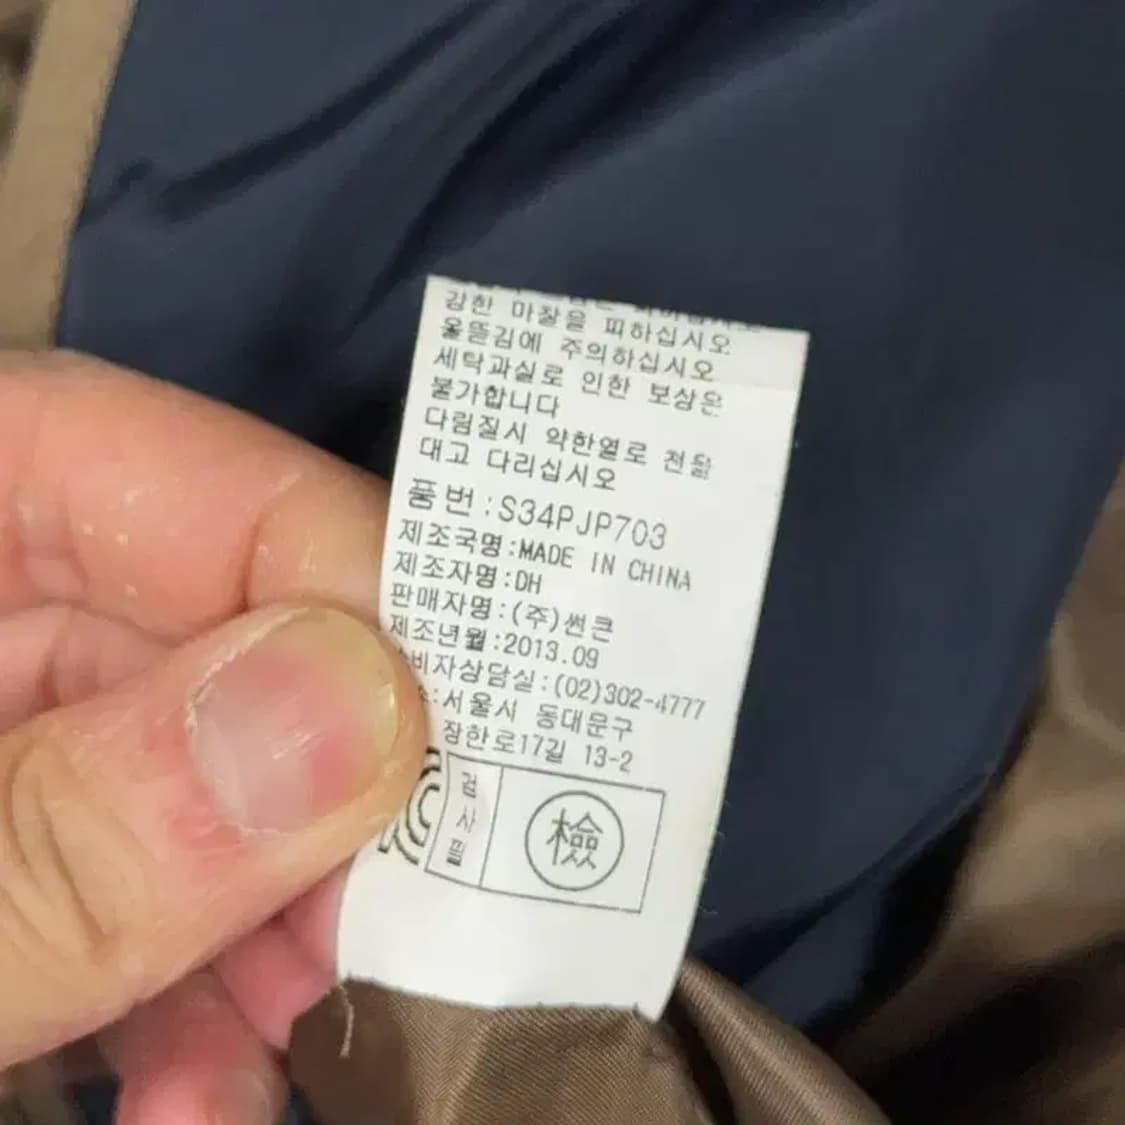 강한 마찰을 피하십시오
올뜯김에 주의하십시오
세탁과실로 인한 보상은
불가합니다
다림질시 약한열로 천을
대고 다리십시오
품번:S34PJP703
제조국명:MADE IN CHINA
제조자명:DH
판매자명:(주)썬큰
제조년월:2013.09
비자상담실:(02)302-4777
:서울시 동대문구
장한로17길 13-2
검사필
檢